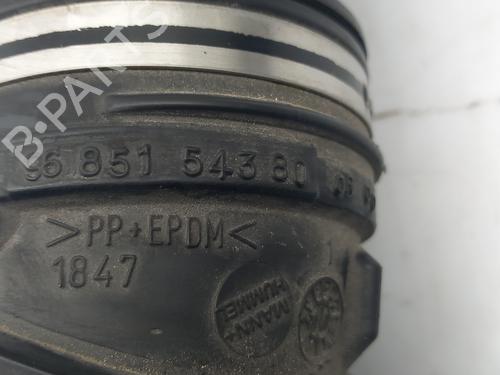 B-PARTS
96 851 543 80
>PP+EPDM<
1847
MANN+
HUMMEL